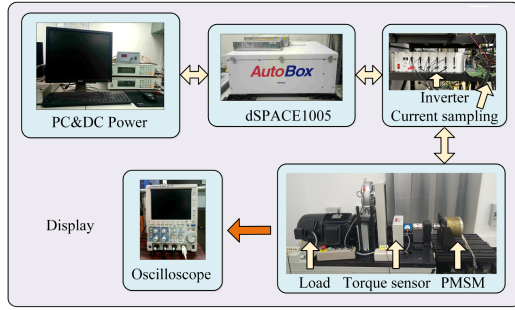 AutoBox
PC&DC Power
dSPACE1005
Inverter
Current sampling
Display
Oscilloscope
Load
Torque sensor
PMSM